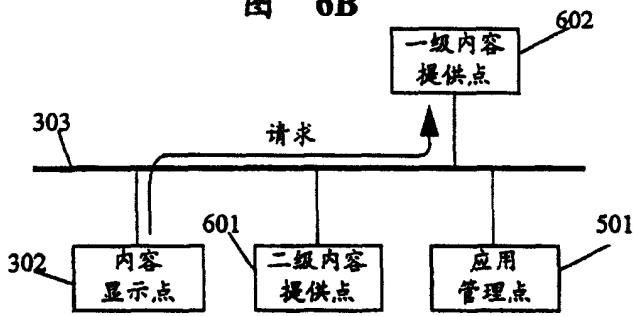 图 6B
602
一级内容
提供点
303
请求
601
501
302
内容
显示点
二级内容
提供点
应用
管理点